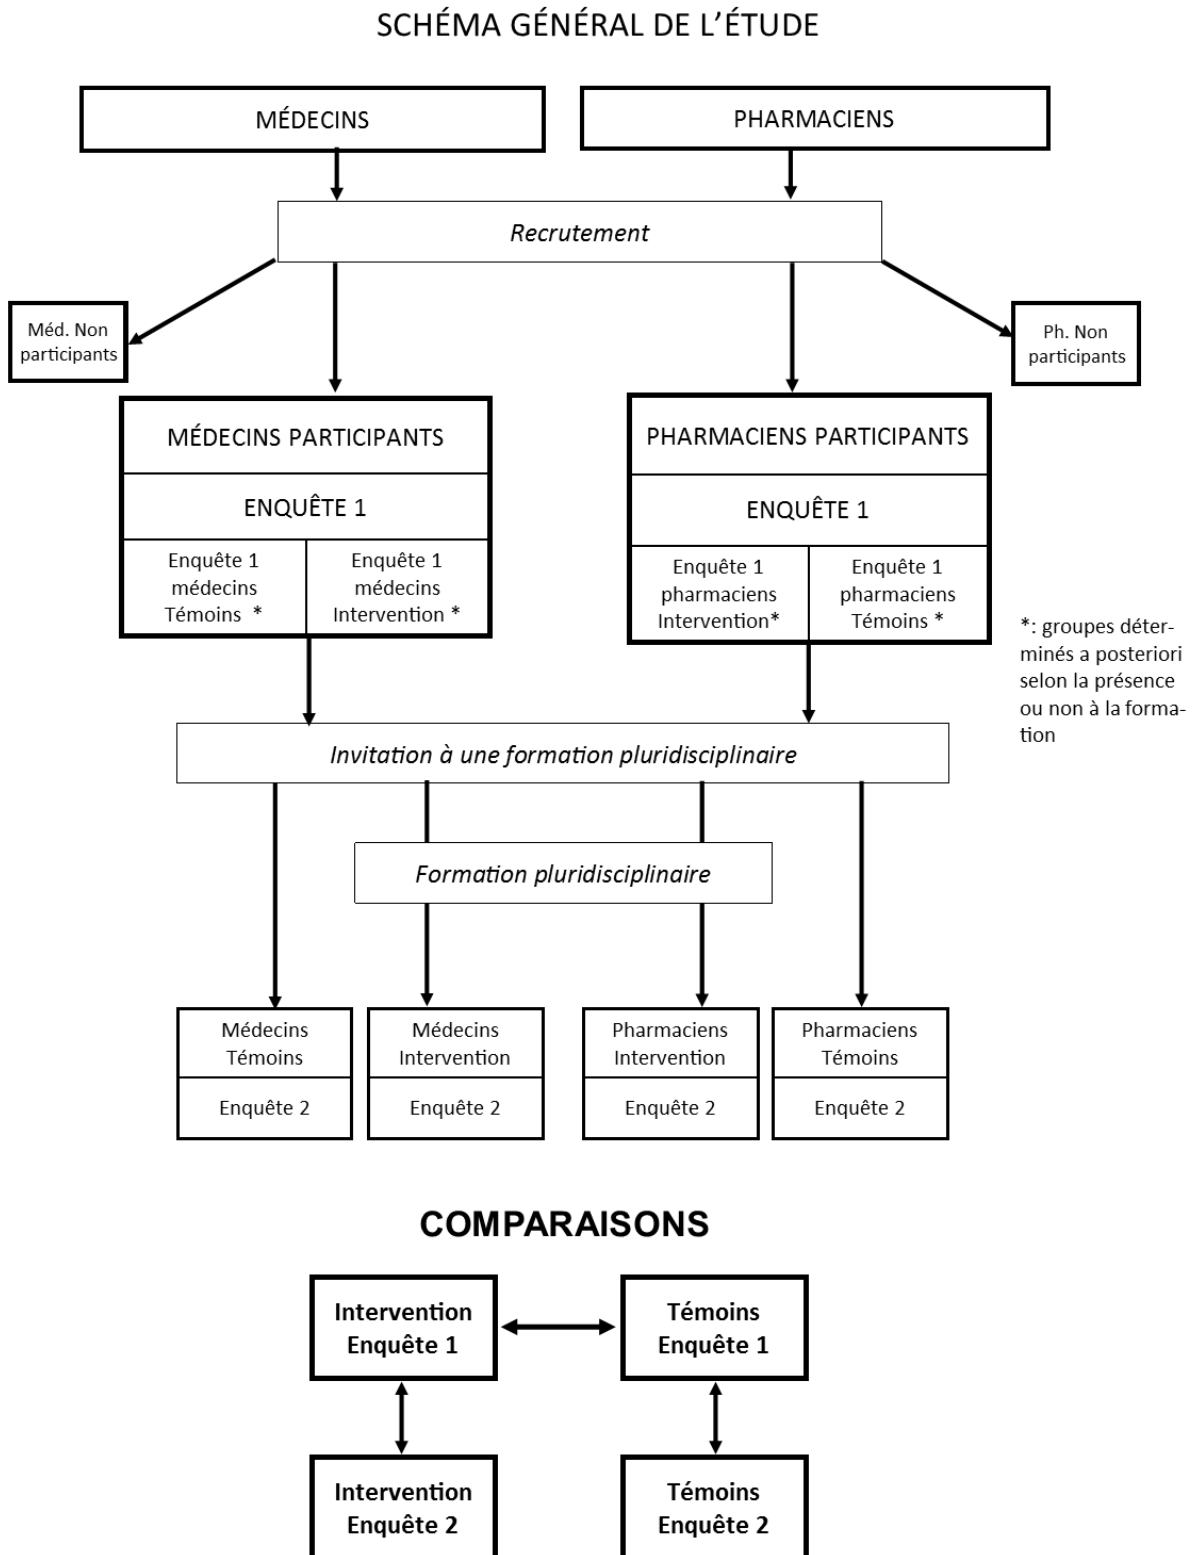 SCHÉMA GÉNÉRAL DE L’ÉTUDE
MÉDECINS
PHARMACIENS
Recrutement
Méd. Non
participants
Ph. Non
participants
MÉDECINS PARTICIPANTS
ENQUÊTE 1
Enquête 1
médecins
Témoins *
Enquête 1
médecins
Intervention *
PHARMACIENS PARTICIPANTS
ENQUÊTE 1
Enquête 1
pharmaciens
Intervention*
Enquête 1
pharmaciens
Témoins *
*: groupes déter-
minés a posteriori
selon la présence
ou non à la forma-
tion
Invitation à une formation pluridisciplinaire
Formation pluridisciplinaire
Médecins
Témoins
Enquête 2
Médecins
Intervention
Enquête 2
Pharmaciens
Intervention
Enquête 2
Pharmaciens
Témoins
Enquête 2
COMPARAISONS
Intervention
Enquête 1
Témoins
Enquête 1
Intervention
Enquête 2
Témoins
Enquête 2